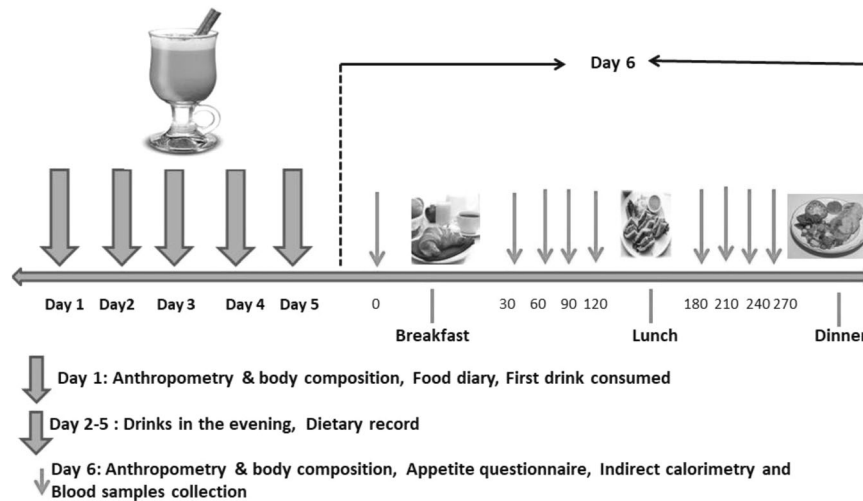 Day 6
Day 1 Day2 Day 3 Day 4 Day 5 0 30 60 90 120 180 210 240 270
Breakfast Lunch Dinner
Day 1: Anthropometry & body composition, Food diary, First drink consumed
Day 2-5 : Drinks in the evening, Dietary record
Day 6: Anthropometry & body composition, Appetite questionnaire, Indirect calorimetry and
Blood samples collection